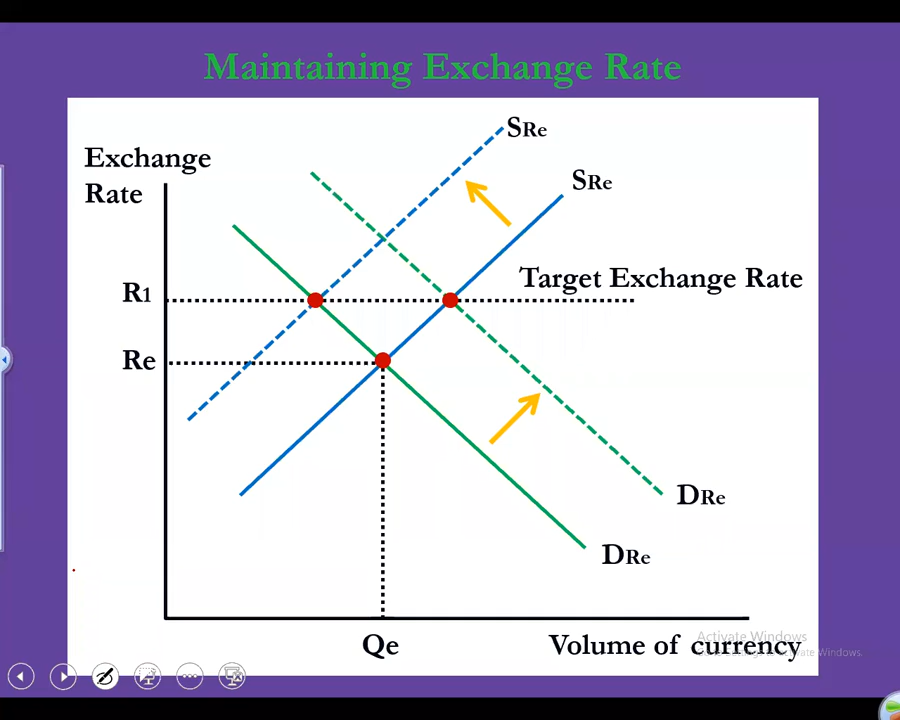 Maintaining Exchange Rate
SRe
Exchange
Rate
SRe
Target Exchange Rate
R1
Re
DRe
DRe
Qe
Volume of currency
Activate Windows